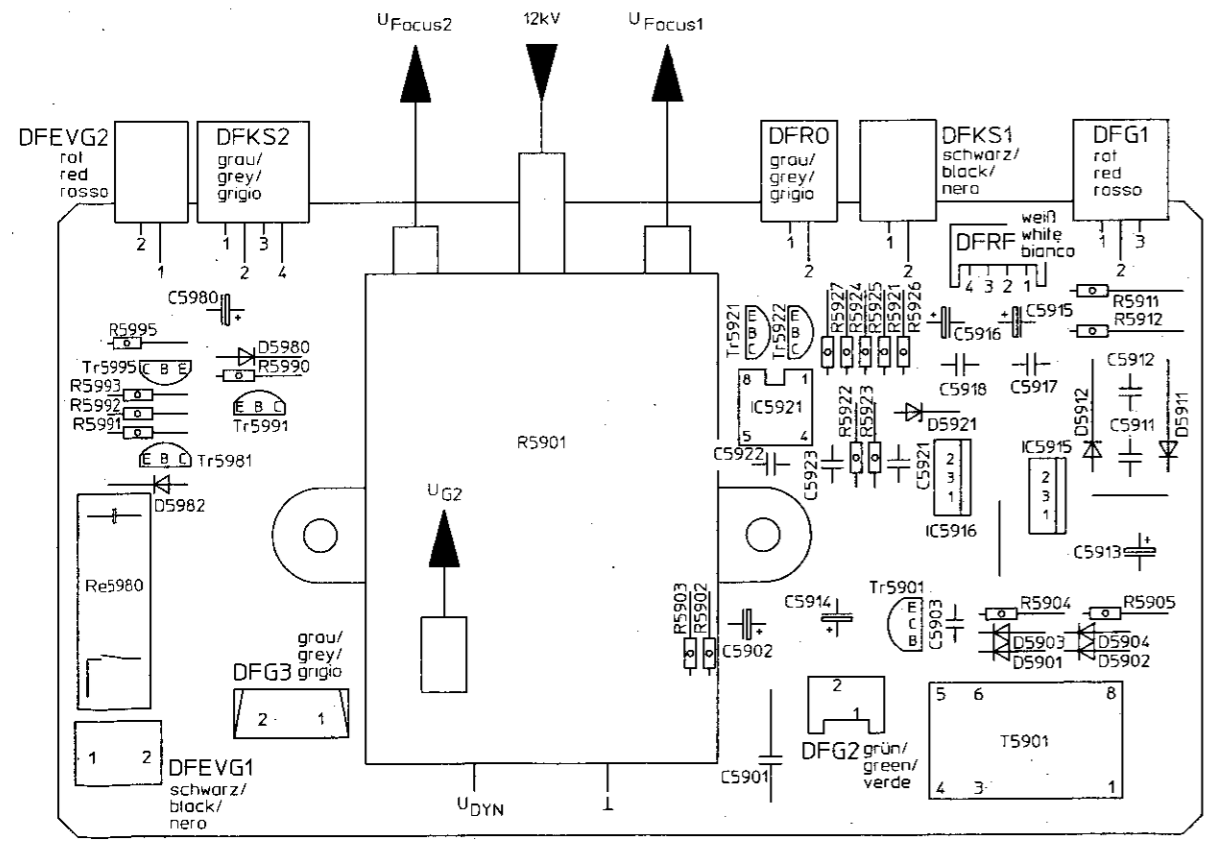 U Focus2
12kV
U Focus1
DFEVG2
rot
red
rosso
DFKS2
grau/
grey/
grigio
DFR0
grau/
grey/
grigio
DFKS1
schwarz/
black/
nero
DFG1
rot
red
rosso
2
1
1 3
2 4
1
2
1
2
1 3
2
DFRF
weiß
white
bianco
4 3 2 1
C5980
+
R5995
Tr5995
C B E
D5980
R5990
R5993
R5992
R5991
E B C
Tr5991
E B C
Tr5981
D5982
Re5980
R5901
U G2
Tr5921
E
B
C
Tr5922
E
B
C
R5927
R5924
R5925
R5921
R5926
+
C5916
+
C5915
R5911
R5912
C5918
C5917
8 1
IC5921
5 4
R5922
R5923
D5921
C5922
C5923
C5921
2
3
1
IC5916
IC5915
2
3
1
D5912
C5912
C5911
D5911
C5913
+
R5903
R5902
+
C5902
C5914
+
Tr5901
E
C
B
C5903
R5904
R5905
D5903
D5901
D5904
D5902
DFG3
grau/
grey/
grigio
2 1
1 2
DFEVG1
schwarz/
black/
nero
U DYN
⊥
C5901
2
1
DFG2
grün/
green/
verde
5 6 8
T5901
4 3 1